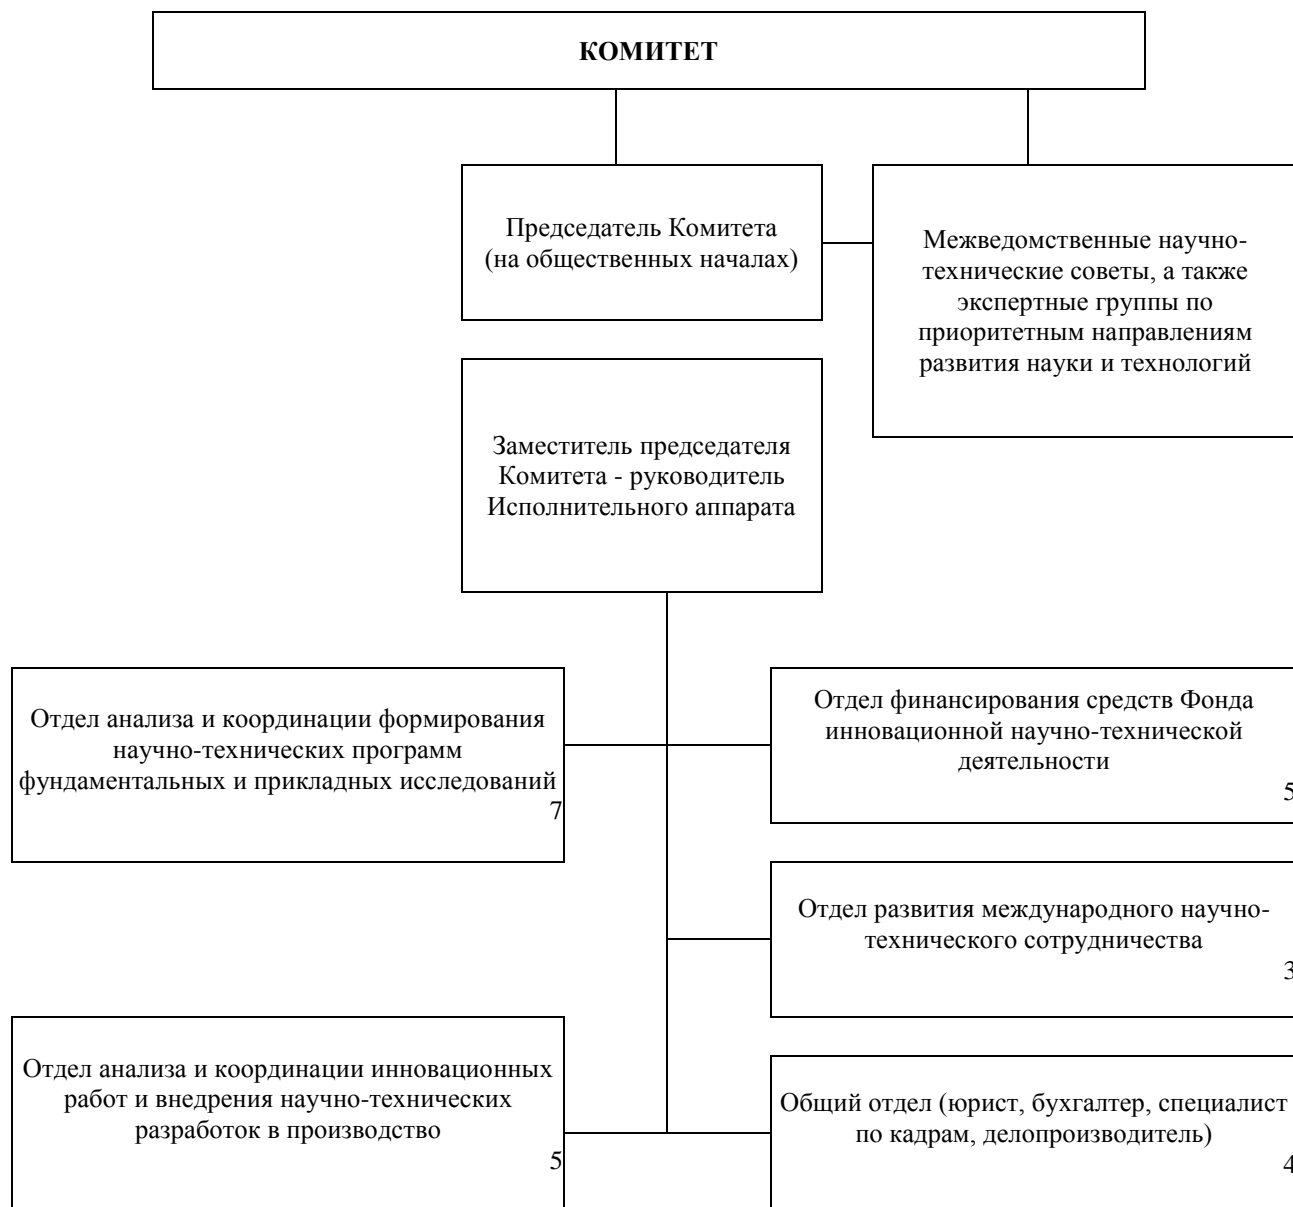 КОМИТЕТ
Председатель Комитета
(на общественных началах)
Межведомственные научно-
технические советы, а также
экспертные группы по
приоритетным направлениям
развития науки и технологий
Заместитель председателя
Комитета - руководитель
Исполнительного аппарата
Отдел анализа и координации формирования
научно-технических программ
фундаментальных и прикладных исследований
7
Отдел финансирования средств Фонда
инновационной научно-технической
деятельности
5
Отдел развития международного научно-
технического сотрудничества
3
Отдел анализа и координации инновационных
работ и внедрения научно-технических
разработок в производство
5
Общий отдел (юрист, бухгалтер, специалист
по кадрам, делопроизводитель)
4